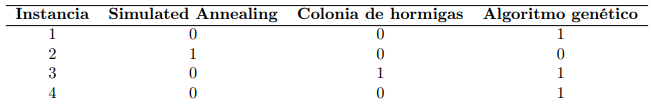 Instancia Simulated Annealing Colonia de hormigas Algoritmo genético
1 0 0 1
2 1 0 0
3 0 1 1
4 0 0 1